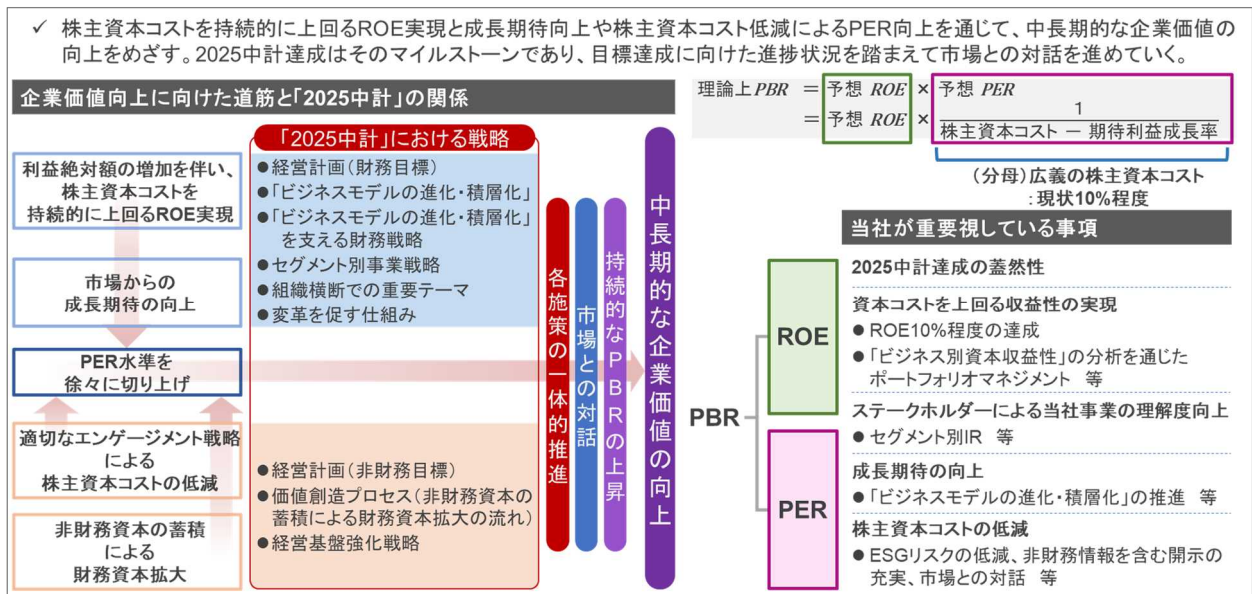 ✓ 株主資本コストを持続的に上回るROE実現と成長期待向上や株主資本コスト低減によるPER向上を通じて、中長期的な企業価値の
向上をめざす。2025中計達成はそのマイルストーンであり、目標達成に向けた進捗状況を踏まえて市場との対話を進めていく。
企業価値向上に向けた道筋と「2025中計」の関係
利益絶対額の増加を伴い、
株主資本コストを
持続的に上回るROE実現
市場からの
成長期待の向上
PER水準を
徐々に切り上げ
適切なエンゲージメント戦略
による
株主資本コストの低減
非財務資本の蓄積
による
財務資本拡大
「2025中計」における戦略
●経営計画(財務目標)
●「ビジネスモデルの進化・積層化」
●「ビジネスモデルの進化・積層化」
を支える財務戦略
●セグメント別事業戦略
●組織横断での重要テーマ
●変革を促す仕組み
●経営計画(非財務目標)
●価値創造プロセス(非財務資本の
蓄積による財務資本拡大の流れ)
●経営基盤強化戦略
各施策の一体的推進
市場との対話
持続的なPBRの上昇
中長期的な企業価値の向上
理論上PBR = 予想 ROE × 予想 PER
= 予想 ROE × 1
株主資本コスト − 期待利益成長率
(分母)広義の株主資本コスト
:現状10%程度
当社が重要視している事項
PBR
ROE
PER
2025中計達成の蓋然性
資本コストを上回る収益性の実現
● ROE10%程度の達成
● 「ビジネス別資本収益性」の分析を通じた
ポートフォリオマネジメント 等
ステークホルダーによる当社事業の理解度向上
● セグメント別IR 等
成長期待の向上
● 「ビジネスモデルの進化・積層化」の推進 等
株主資本コストの低減
● ESGリスクの低減、非財務情報を含む開示の
充実、市場との対話 等